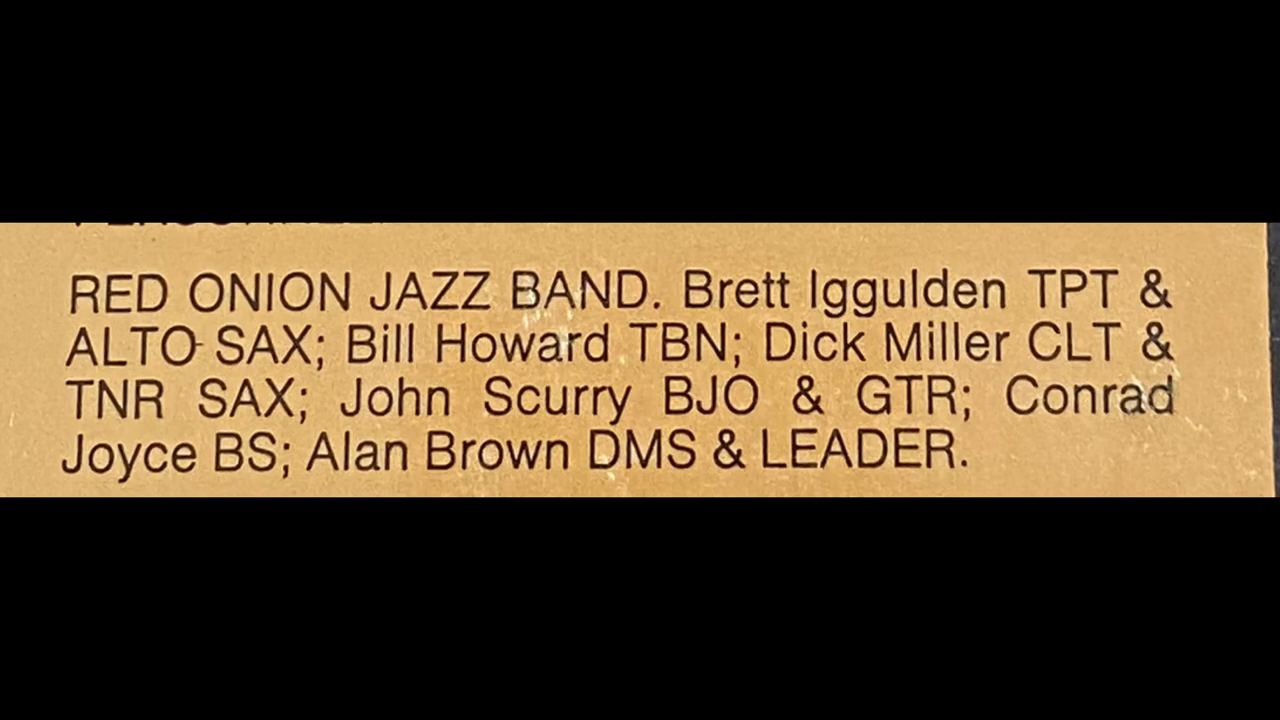 RED ONION JAZZ BAND. Brett Iggulden TPT &
ALTO SAX; Bill Howard TBN; Dick Miller CLT &
TNR SAX; John Scurry BJO & GTR; Conrad
Joyce BS; Alan Brown DMS & LEADER.